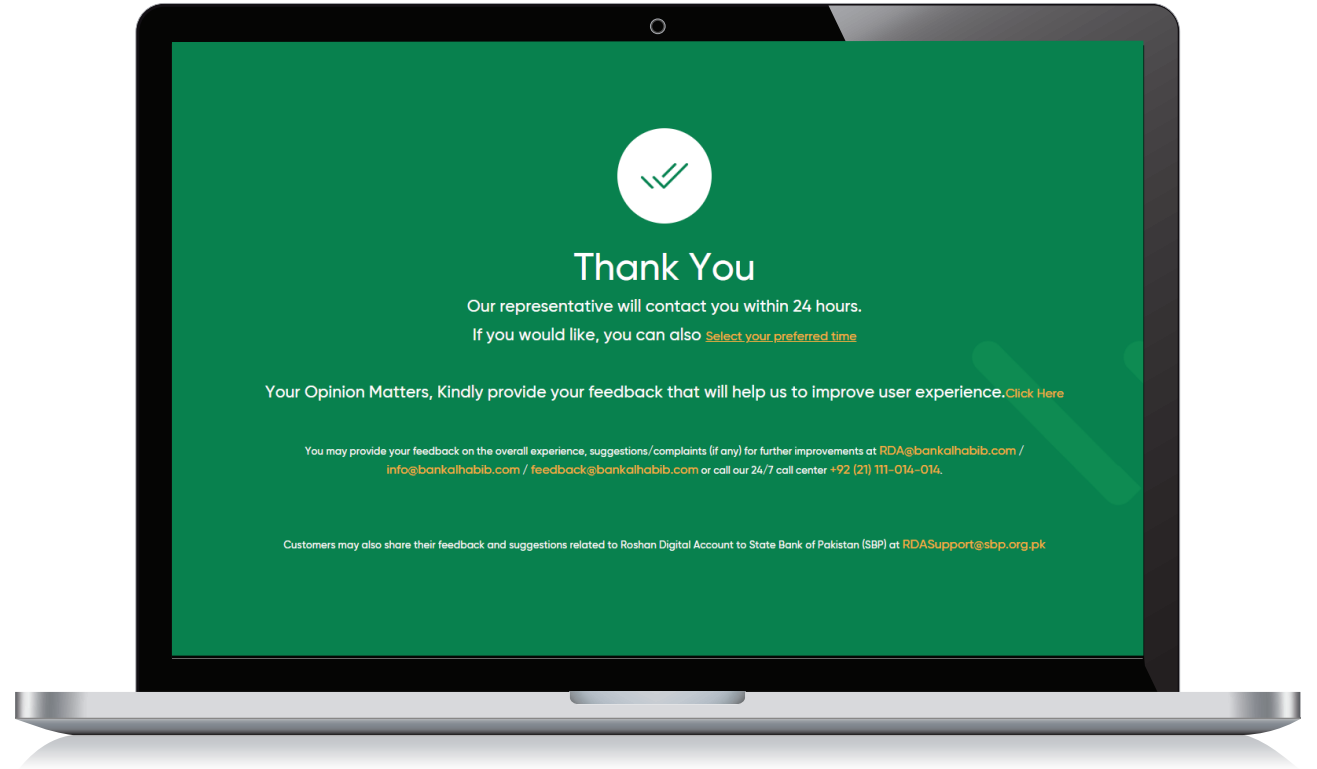 Thank You
Our representative will contact you within 24 hours.
If you would like, you can also Select your preferred time
Your Opinion Matters, Kindly provide your feedback that will help us to improve user experience.Click Here
You may provide your feedback on the overall experience, suggestions/complaints (if any) for further improvements at RDA@bankalhabib.com /
info@bankalhabib.com / feedback@bankalhabib.com or call our 24/7 call center +92 (21) 111-014-014.
Customers may also share their feedback and suggestions related to Roshan Digital Account to State Bank of Pakistan (SBP) at RDASupport@sbp.org.pk